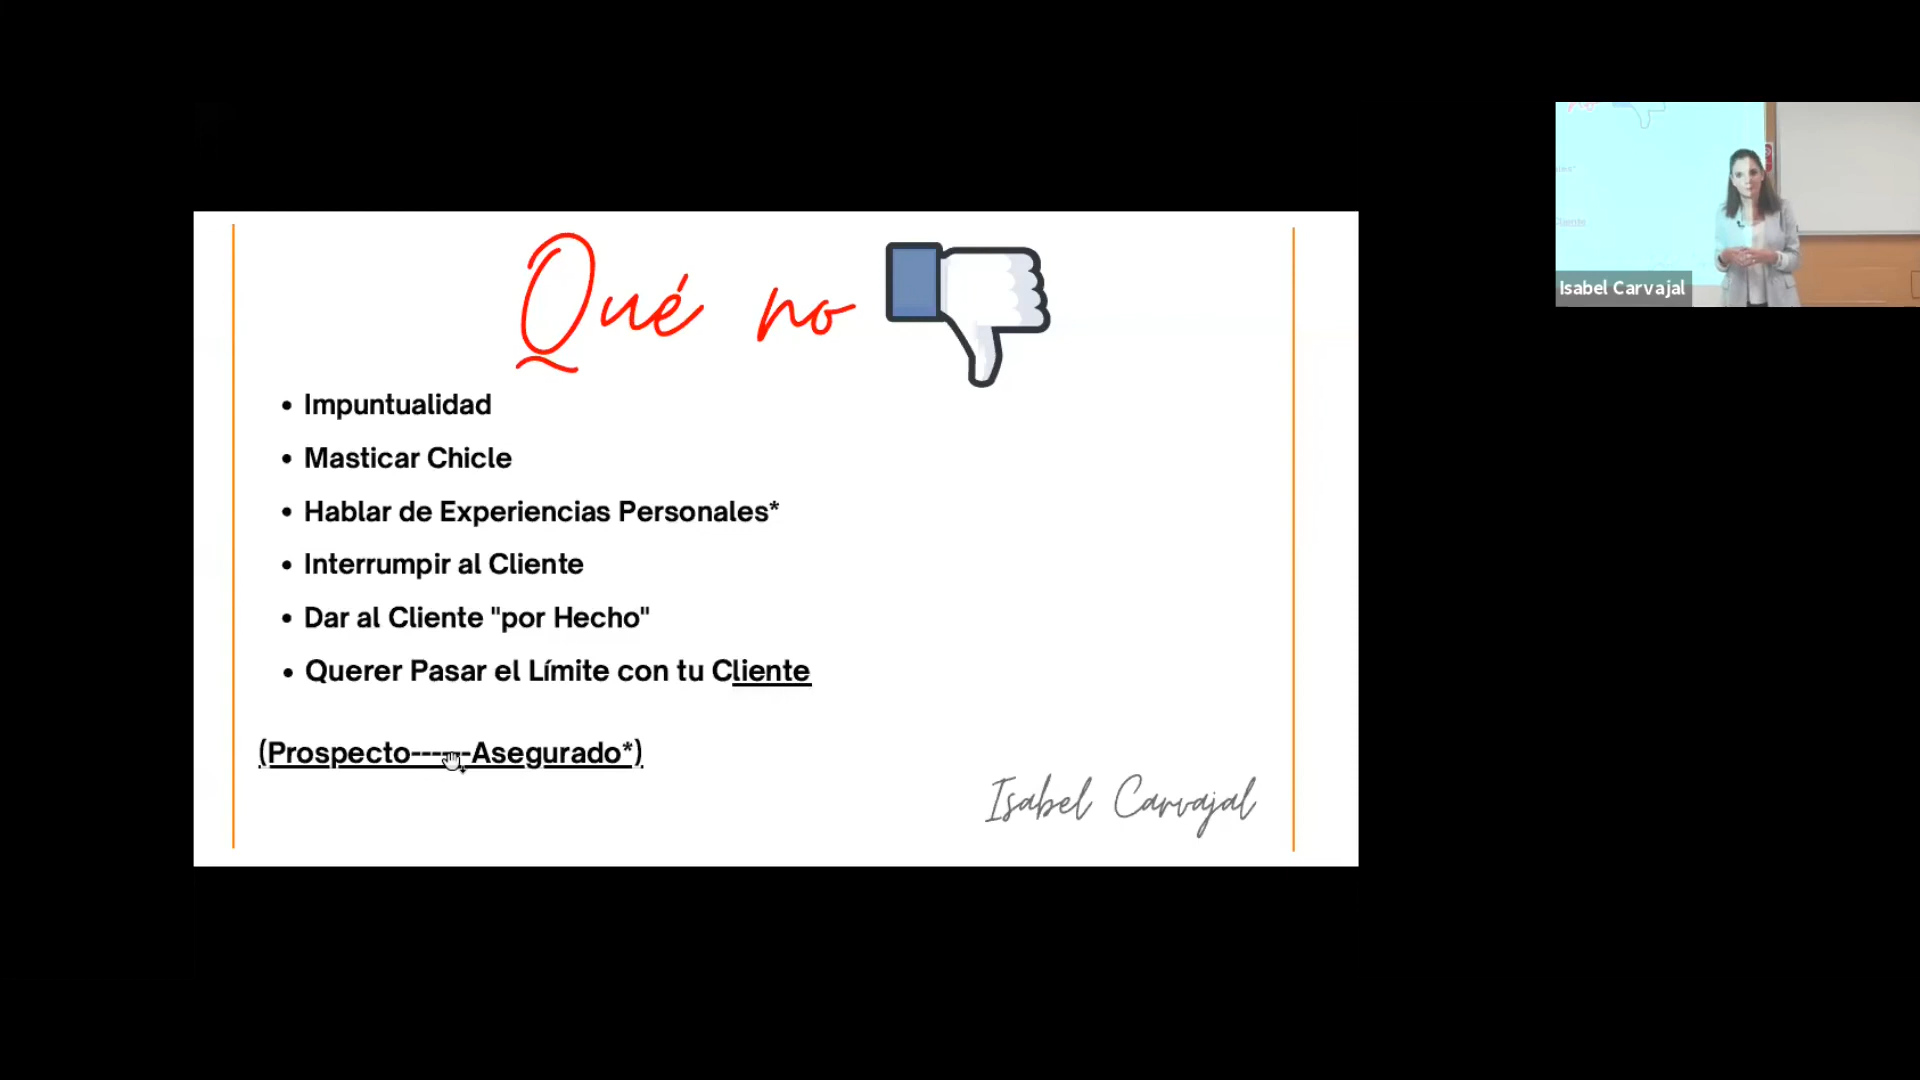 Qué no
Impuntualidad
Masticar Chicle
Hablar de Experiencias Personales*
Interrumpir al Cliente
Dar al Cliente "por Hecho"
Querer Pasar el Límite con tu Cliente
(Prospecto------Asegurado*)
Isabel Carvajal
Isabel Carvajal